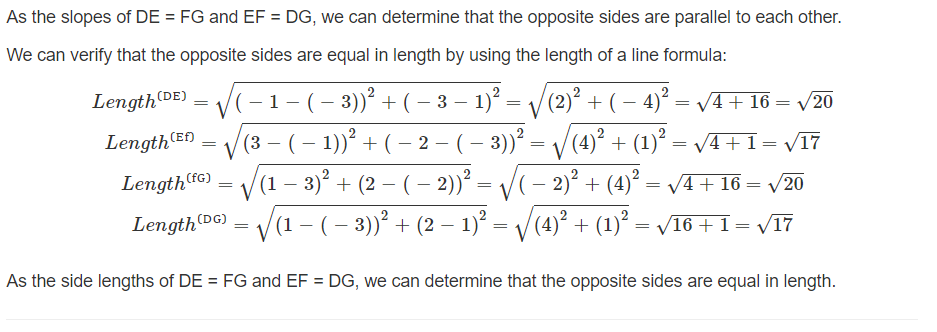 As the slopes of DE = FG and EF = DG, we can determine that the opposite sides are parallel to each other.
We can verify that the opposite sides are equal in length by using the length of a line formula:
Length^(DE) = √((−1−(−3))² + (−3−1)²) = √((2)² + (−4)²) = √(4+16) = √20
Length^(Ef) = √((3−(−1))² + (−2−(−3))²) = √((4)² + (1)²) = √(4+1) = √17
Length^(fG) = √((1−3)² + (2−(−2))²) = √((−2)² + (4)²) = √(4+16) = √20
Length^(DG) = √((1−(−3))² + (2−1)²) = √((4)² + (1)²) = √(16+1) = √17
As the side lengths of DE = FG and EF = DG, we can determine that the opposite sides are equal in length.